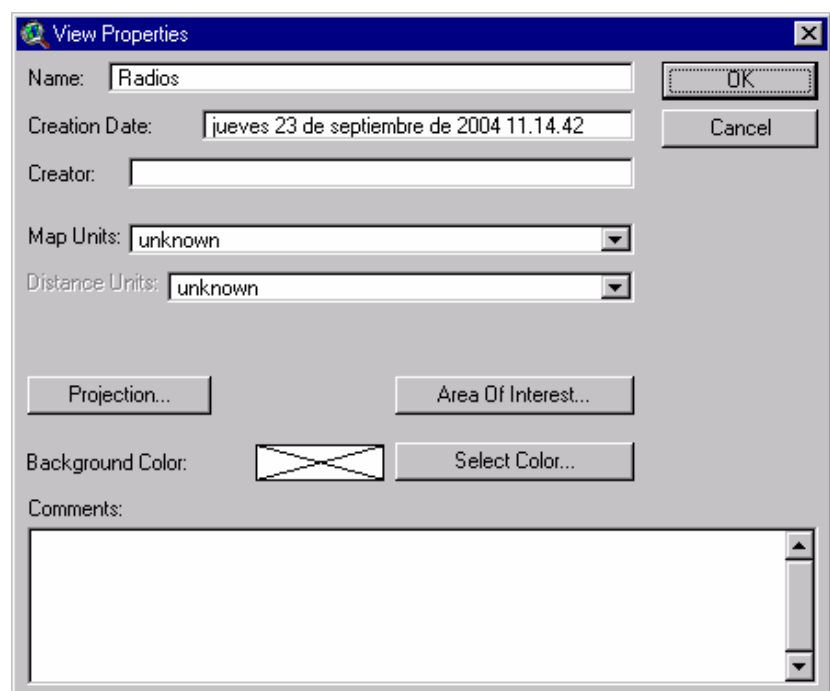 View Properties
Name: Radios
OK
Creation Date: jueves 23 de septiembre de 2004 11.14.42
Cancel
Creator:
Map Units: unknown
Distance Units: unknown
Projection...
Area Of Interest...
Background Color:
Select Color...
Comments: